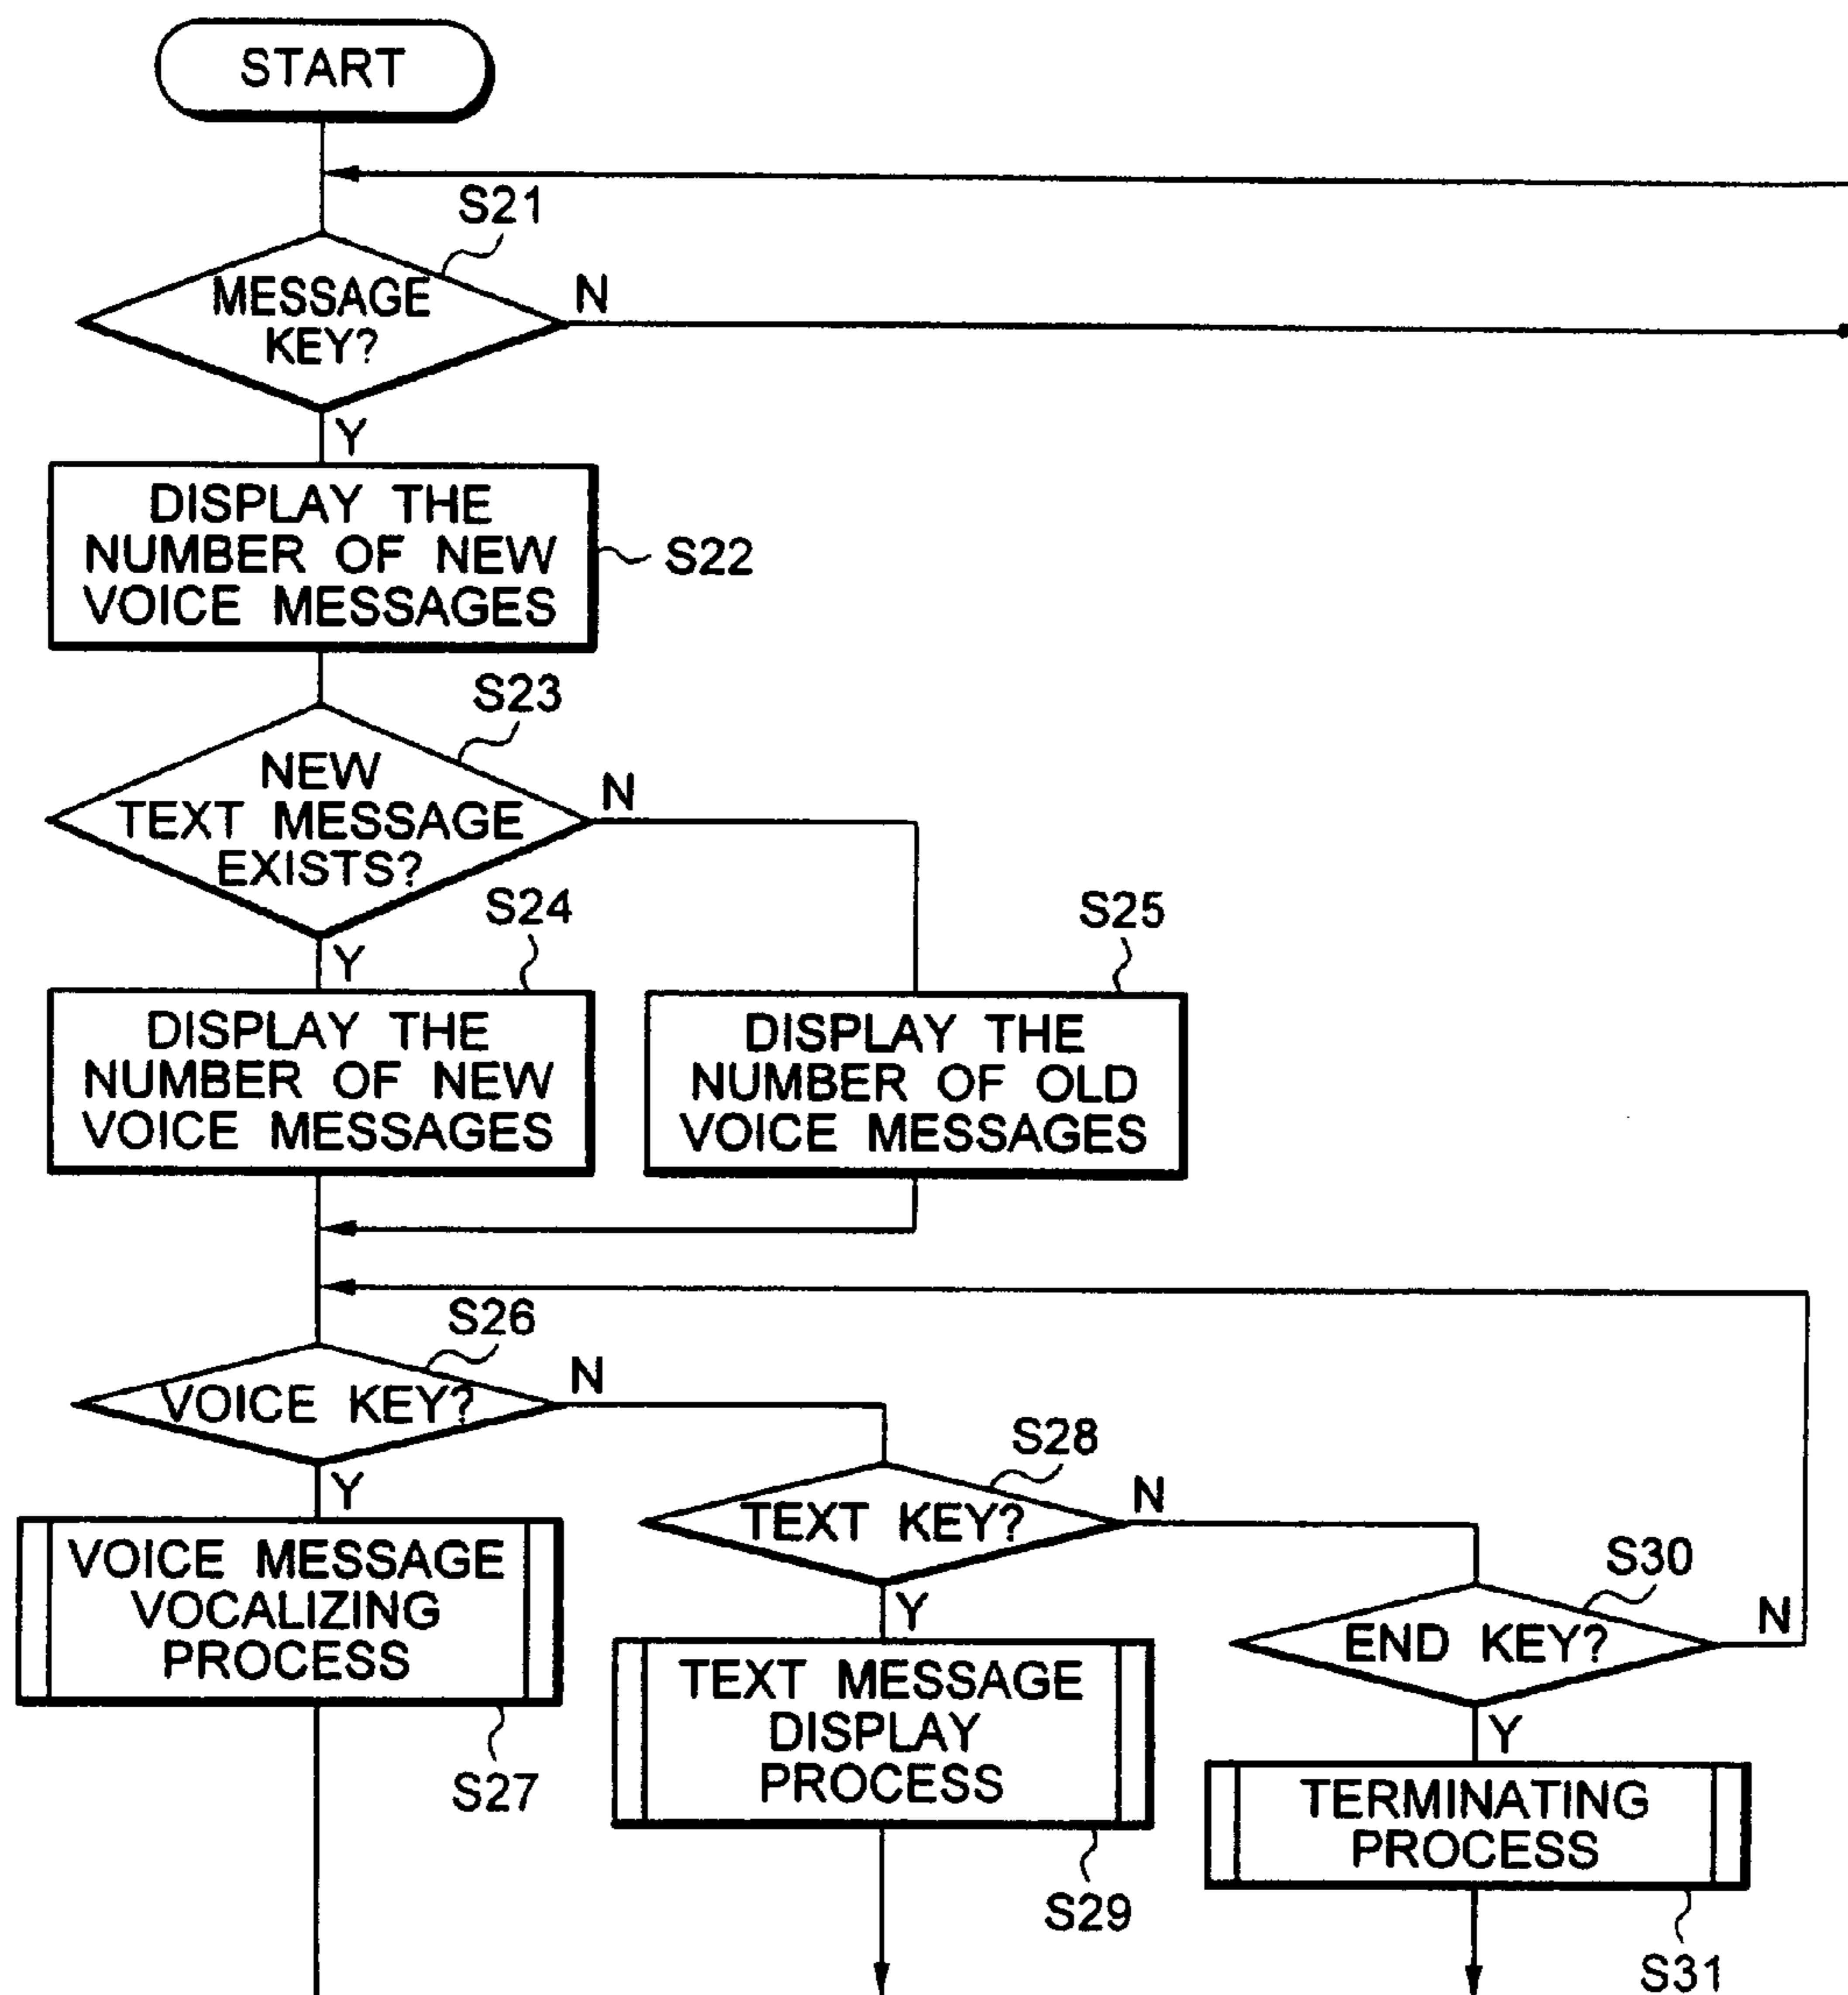 START
S21
MESSAGE
KEY?
N
Y
DISPLAY THE
NUMBER OF NEW
VOICE MESSAGES
S22
S23
NEW
TEXT MESSAGE
EXISTS?
N
Y
S24
DISPLAY THE
NUMBER OF NEW
VOICE MESSAGES
S25
DISPLAY THE
NUMBER OF OLD
VOICE MESSAGES
S26
VOICE KEY?
N
Y
VOICE MESSAGE
VOCALIZING
PROCESS
S27
S28
TEXT KEY?
N
Y
TEXT MESSAGE
DISPLAY
PROCESS
S29
S30
END KEY?
N
Y
TERMINATING
PROCESS
S31